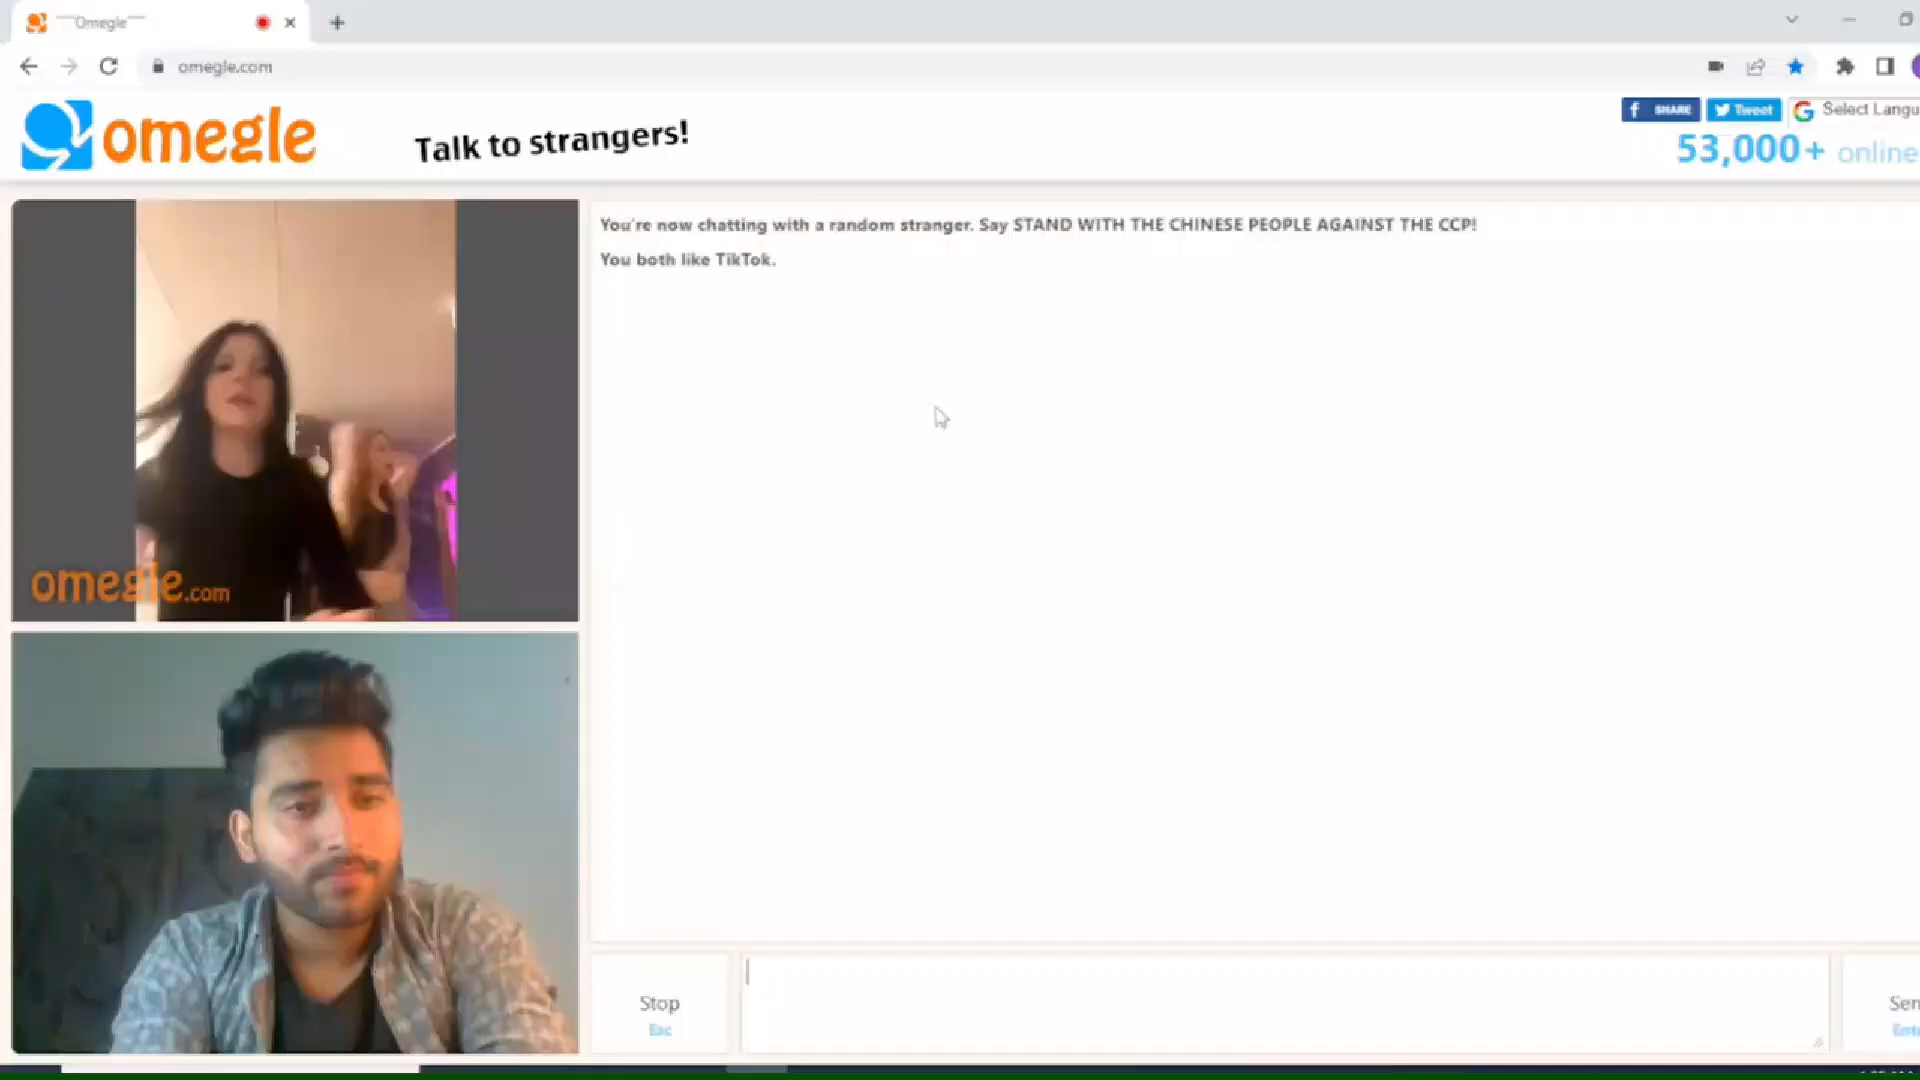 Omegle
omegle.com
omegle
Talk to strangers!
SHARE
Tweet
Select Langu
53,000+ online
You're now chatting with a random stranger. Say STAND WITH THE CHINESE PEOPLE AGAINST THE CCP!
You both like TikTok.
omegle.com
Stop
Esc
Sen
Ente